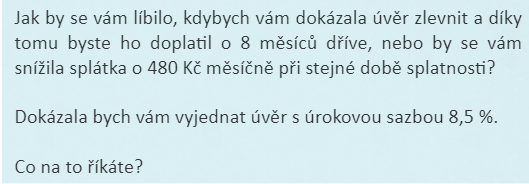 Jak by se vám líbilo, kdybych vám dokázala úvěr zlevnit a díky
tomu byste ho doplatil o 8 měsíců dříve, nebo by se vám
snížila splátka o 480 Kč měsíčně při stejné době splatnosti?
Dokázala bych vám vyjednat úvěr s úrokovou sazbou 8,5 %.
Co na to říkáte?